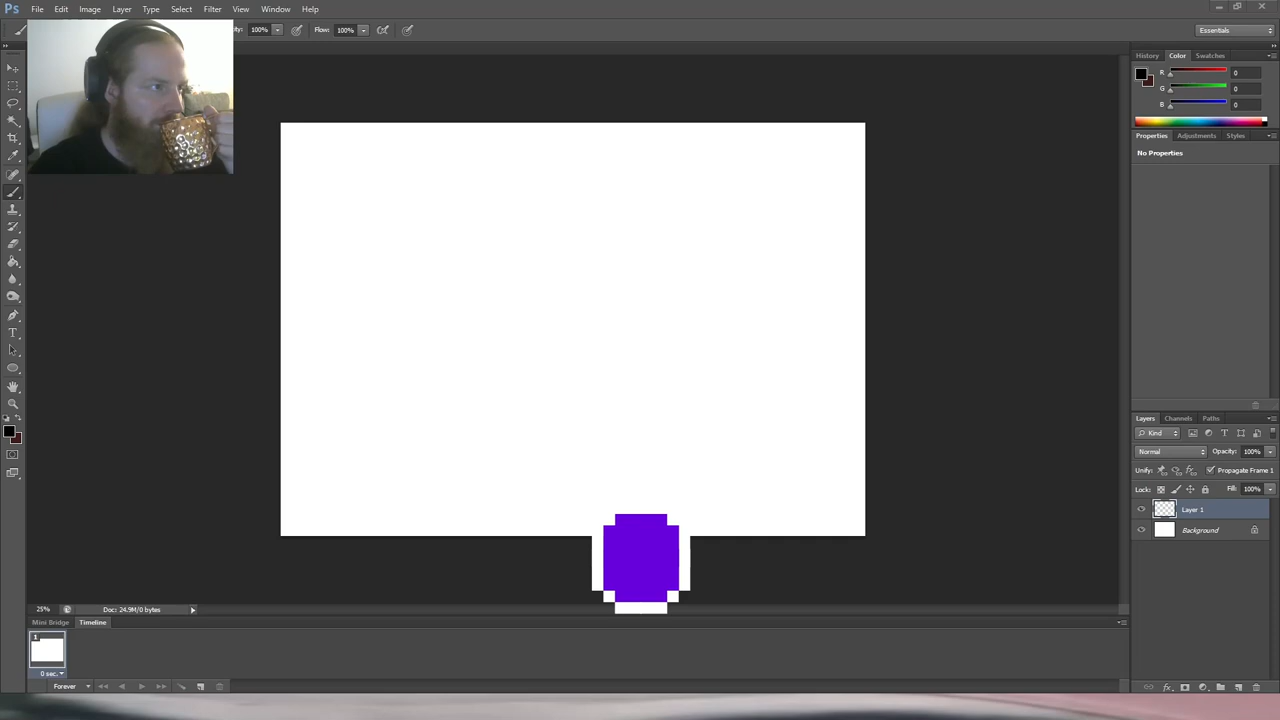 Ps File Edit Image Layer Type Select Filter View Window Help
100% Flow: 100% Essentials
History Color Swatches
R 0
G 0
B 0
Properties Adjustments Styles
No Properties
Layers Channels Paths
Kind
Normal Opacity: 100%
Unify: Propagate Frame 1
Lock: Fill: 100%
Layer 1
Background
25% Doc: 24.9M/0 bytes
Mini Bridge Timeline
1
0 sec.
Forever